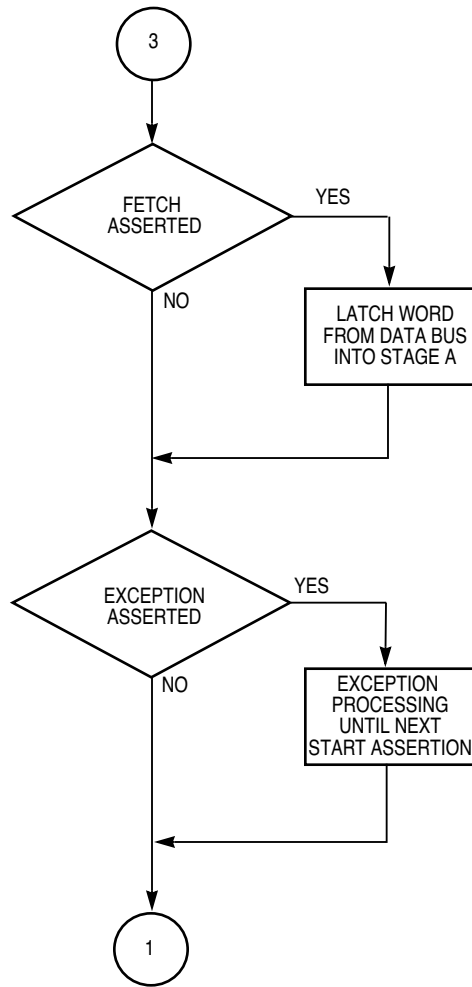 3
FETCH
ASSERTED
YES
NO
LATCH WORD
FROM DATA BUS
INTO STAGE A
EXCEPTION
ASSERTED
YES
NO
EXCEPTION
PROCESSING
UNTIL NEXT
START ASSERTION
1